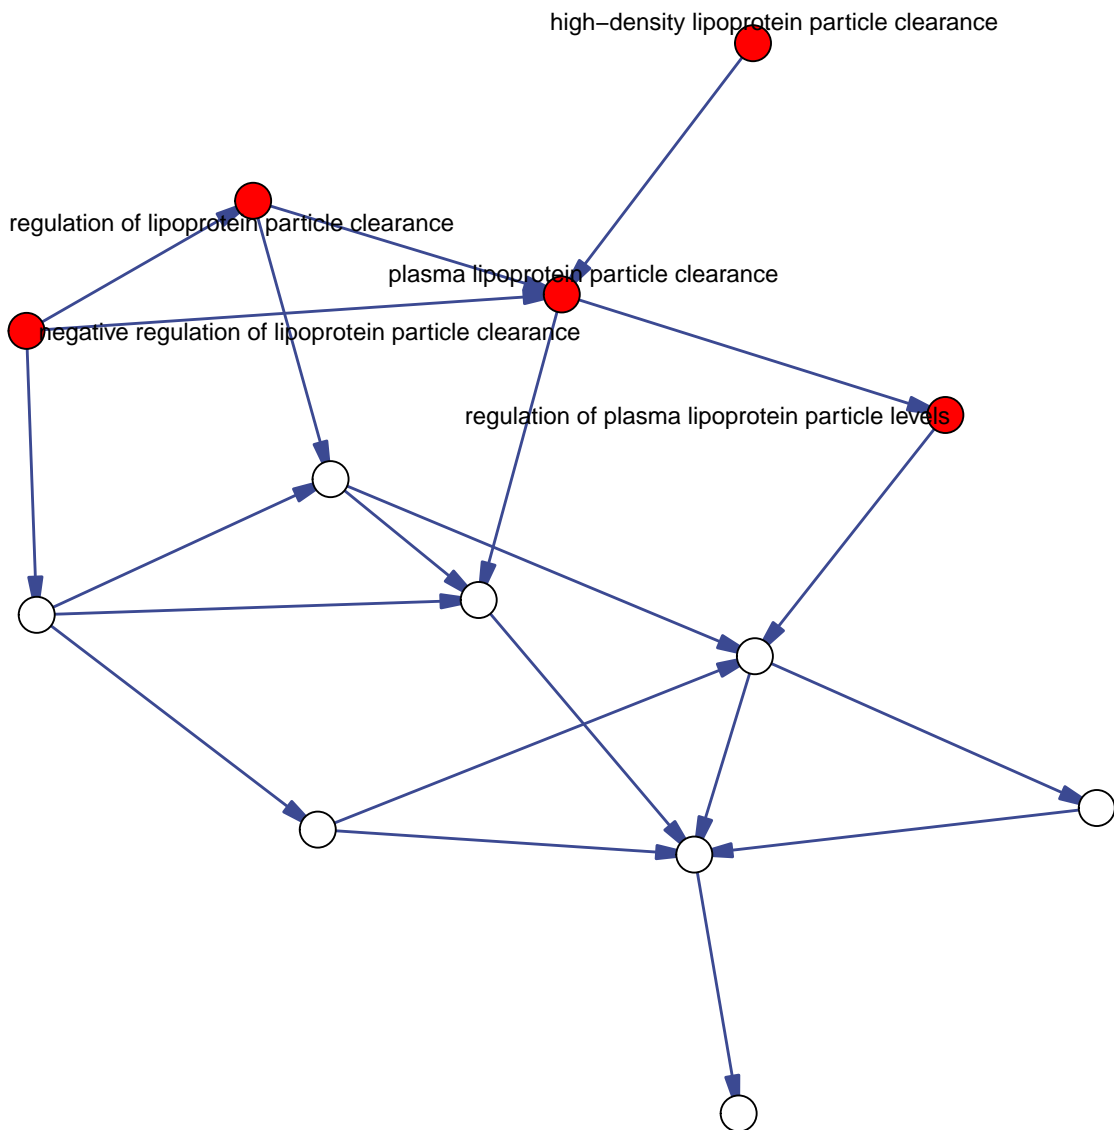 high−density lipoprotein particle clearance
regulation of lipoprotein particle clearance
plasma lipoprotein particle clearance
negative regulation of lipoprotein particle clearance
regulation of plasma lipoprotein particle levels